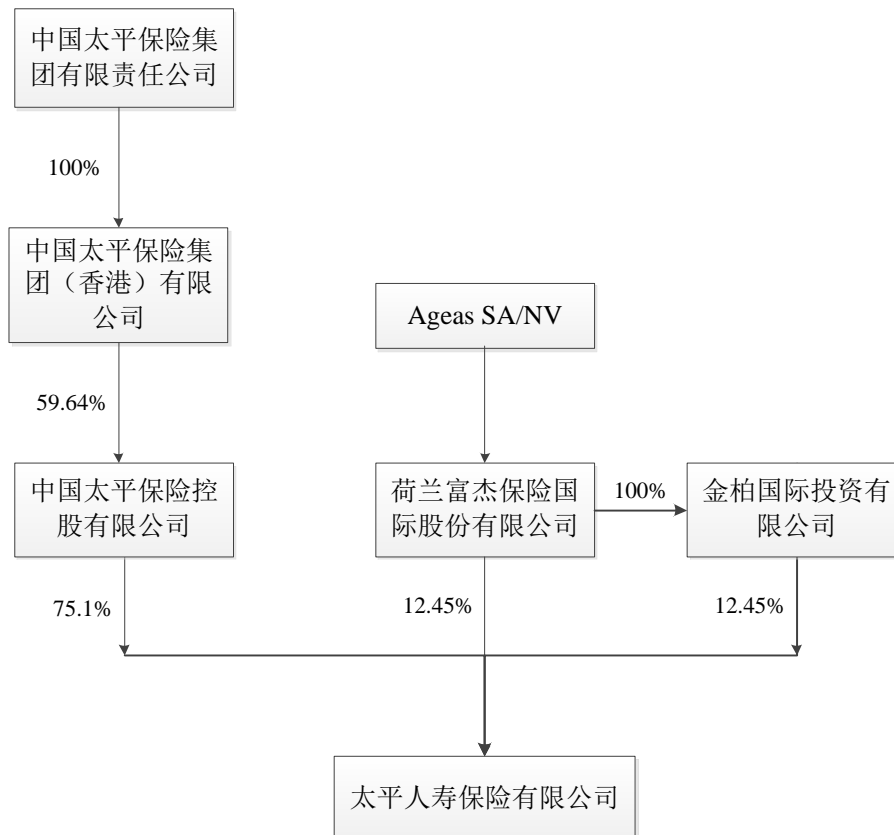 中国太平保险集
团有限责任公司
100%
中国太平保险集
团（香港）有限
公司
Ageas SA/NV
59.64%
中国太平保险控
股有限公司
荷兰富杰保险国
际股份有限公司
100%
金柏国际投资有
限公司
75.1%
12.45%
12.45%
太平人寿保险有限公司